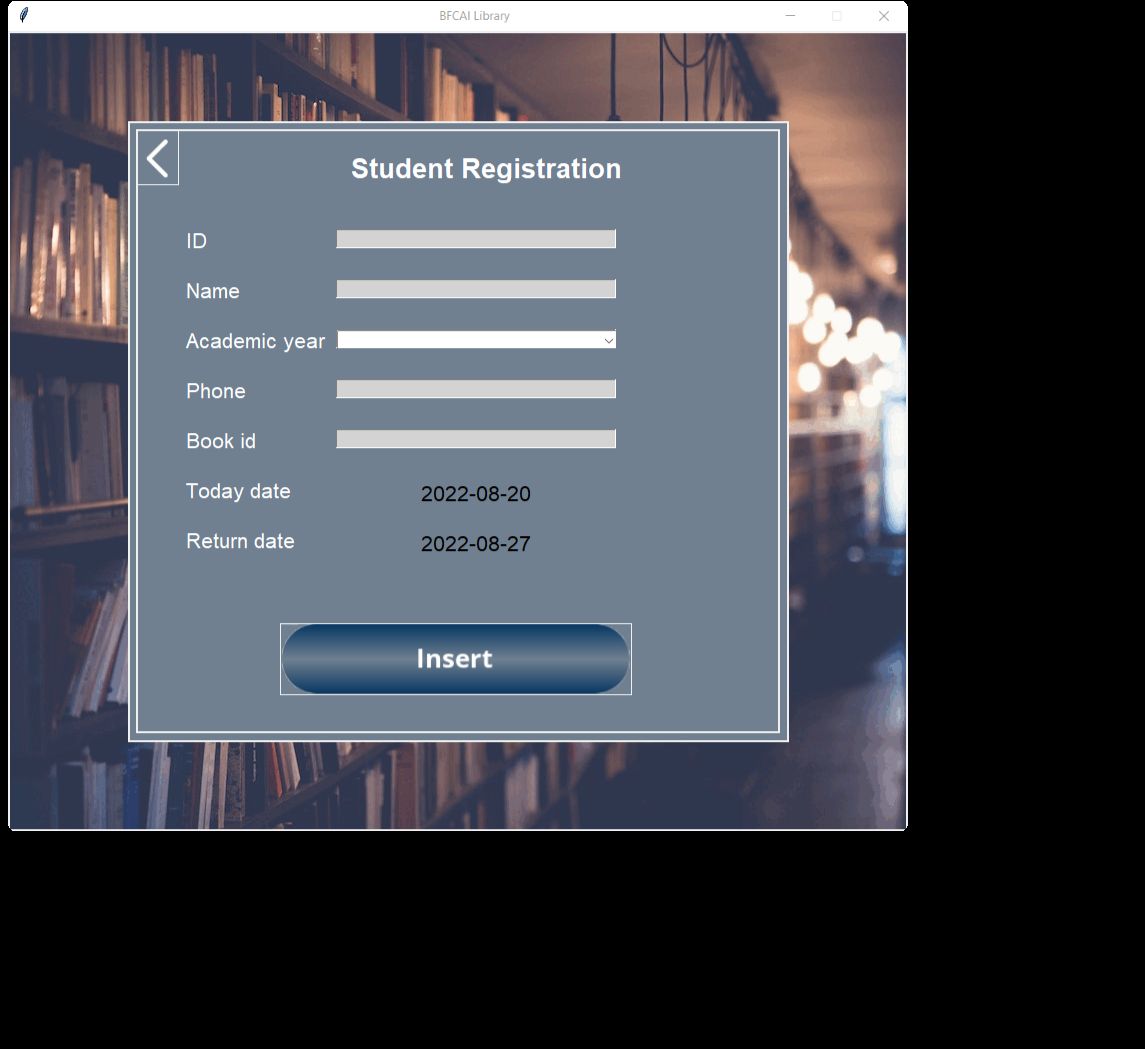 BFCAI Library
Student Registration
ID
Name
Academic year
Phone
Book id
Today date 2022-08-20
Return date 2022-08-27
Insert